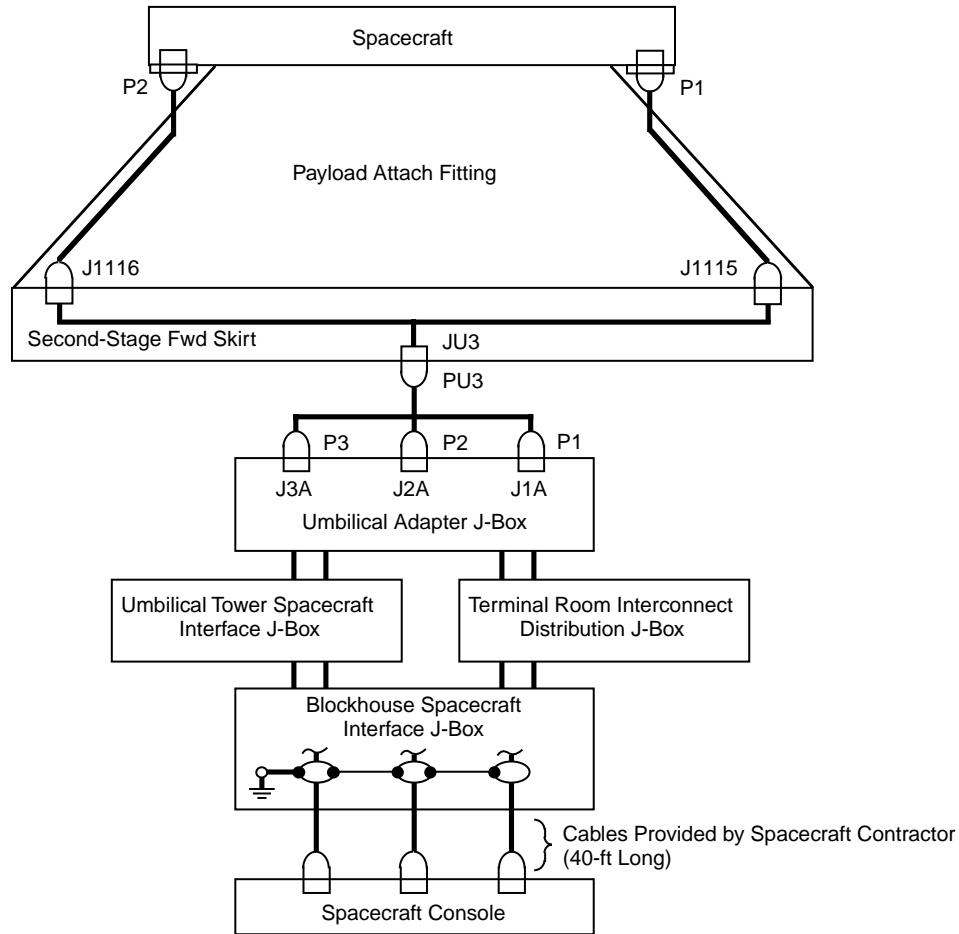 Spacecraft
P2
P1
Payload Attach Fitting
J1116
J1115
Second-Stage Fwd Skirt
JU3
PU3
P3
P2
P1
J3A
J2A
J1A
Umbilical Adapter J-Box
Umbilical Tower Spacecraft
Interface J-Box
Terminal Room Interconnect
Distribution J-Box
Blockhouse Spacecraft
Interface J-Box
Cables Provided by Spacecraft Contractor
(40-ft Long)
Spacecraft Console